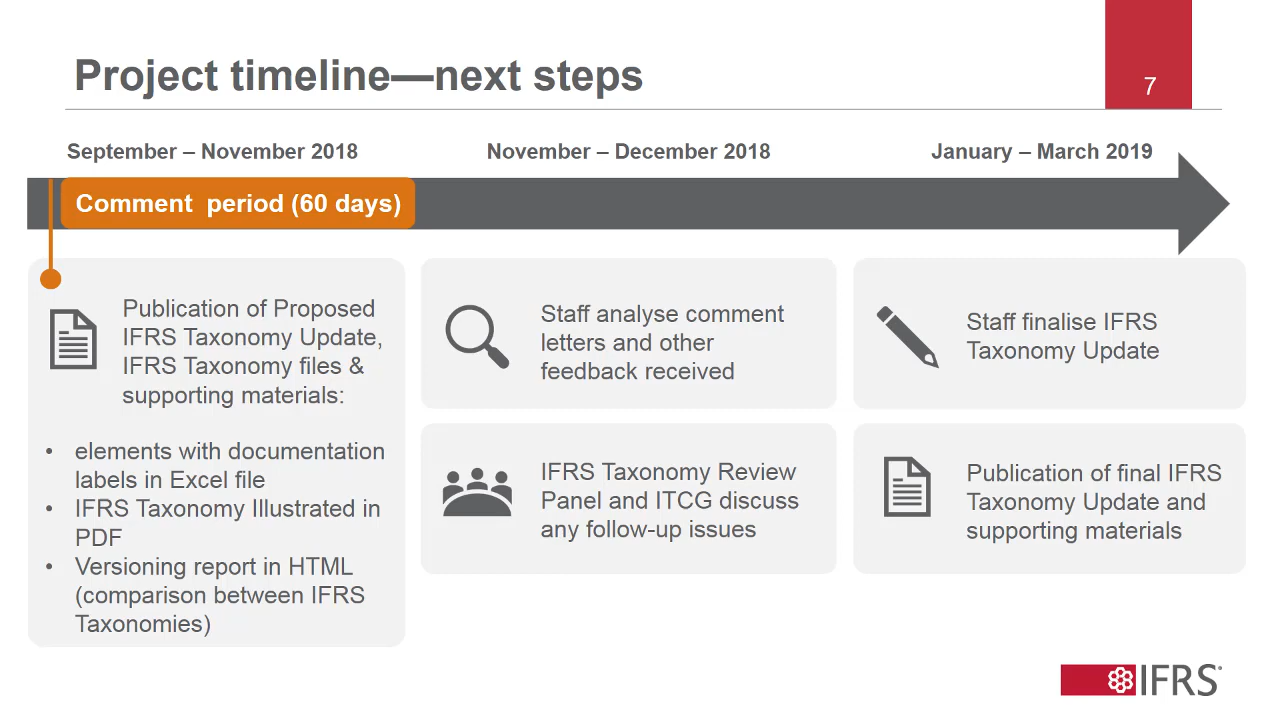 Project timeline—next steps
7
September – November 2018
November – December 2018
January – March 2019
Comment period (60 days)
Publication of Proposed
IFRS Taxonomy Update,
IFRS Taxonomy files &
supporting materials:
• elements with documentation
labels in Excel file
• IFRS Taxonomy Illustrated in
PDF
• Versioning report in HTML
(comparison between IFRS
Taxonomies)
Staff analyse comment
letters and other
feedback received
IFRS Taxonomy Review
Panel and ITCG discuss
any follow-up issues
Staff finalise IFRS
Taxonomy Update
Publication of final IFRS
Taxonomy Update and
supporting materials
IFRS